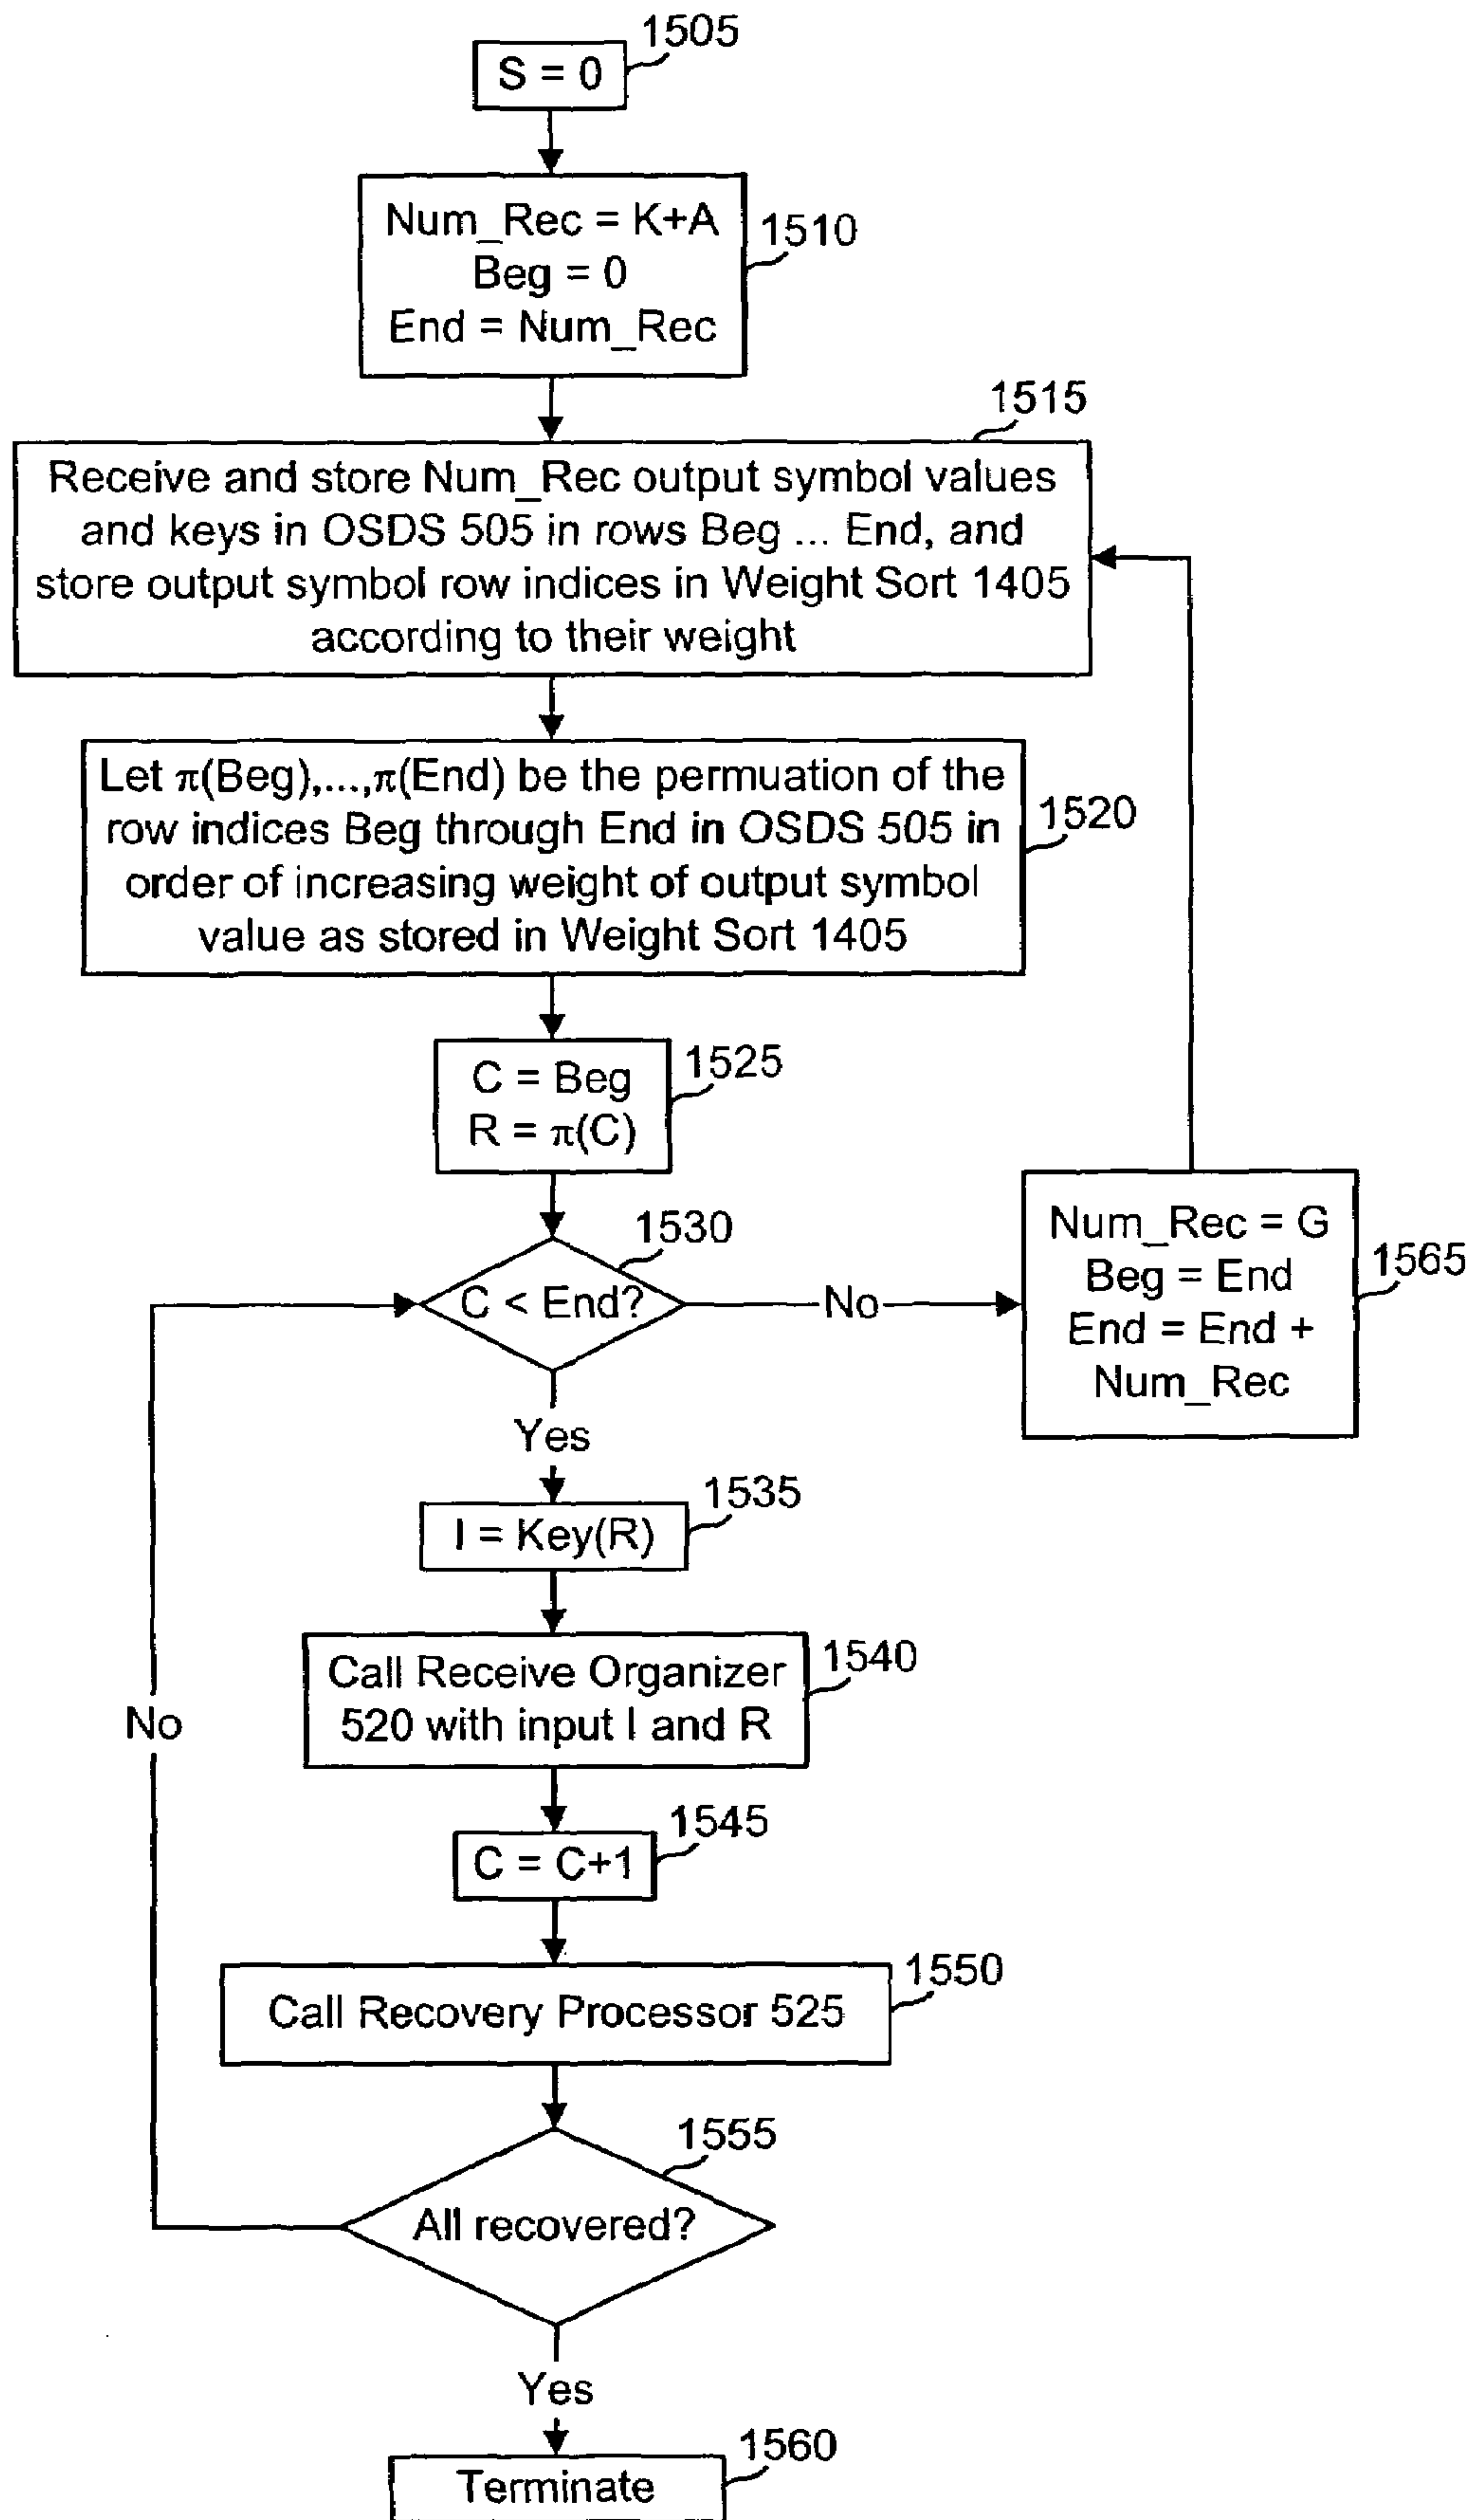 1505
S = 0
Num_Rec = K+A
Beg = 0
End = Num_Rec
1510
1515
Receive and store Num_Rec output symbol values
and keys in OSDS 505 in rows Beg ... End, and
store output symbol row indices in Weight Sort 1405
according to their weight
Let π(Beg),...,π(End) be the permuation of the
row indices Beg through End in OSDS 505 in
order of increasing weight of output symbol
value as stored in Weight Sort 1405
1520
C = Beg
R = π(C)
1525
1530
C < End?
No
Num_Rec = G
Beg = End
End = End +
Num_Rec
1565
Yes
1535
I = Key(R)
Call Receive Organizer
520 with input I and R
1540
No
1545
C = C+1
1550
Call Recovery Processor 525
1555
All recovered?
Yes
1560
Terminate